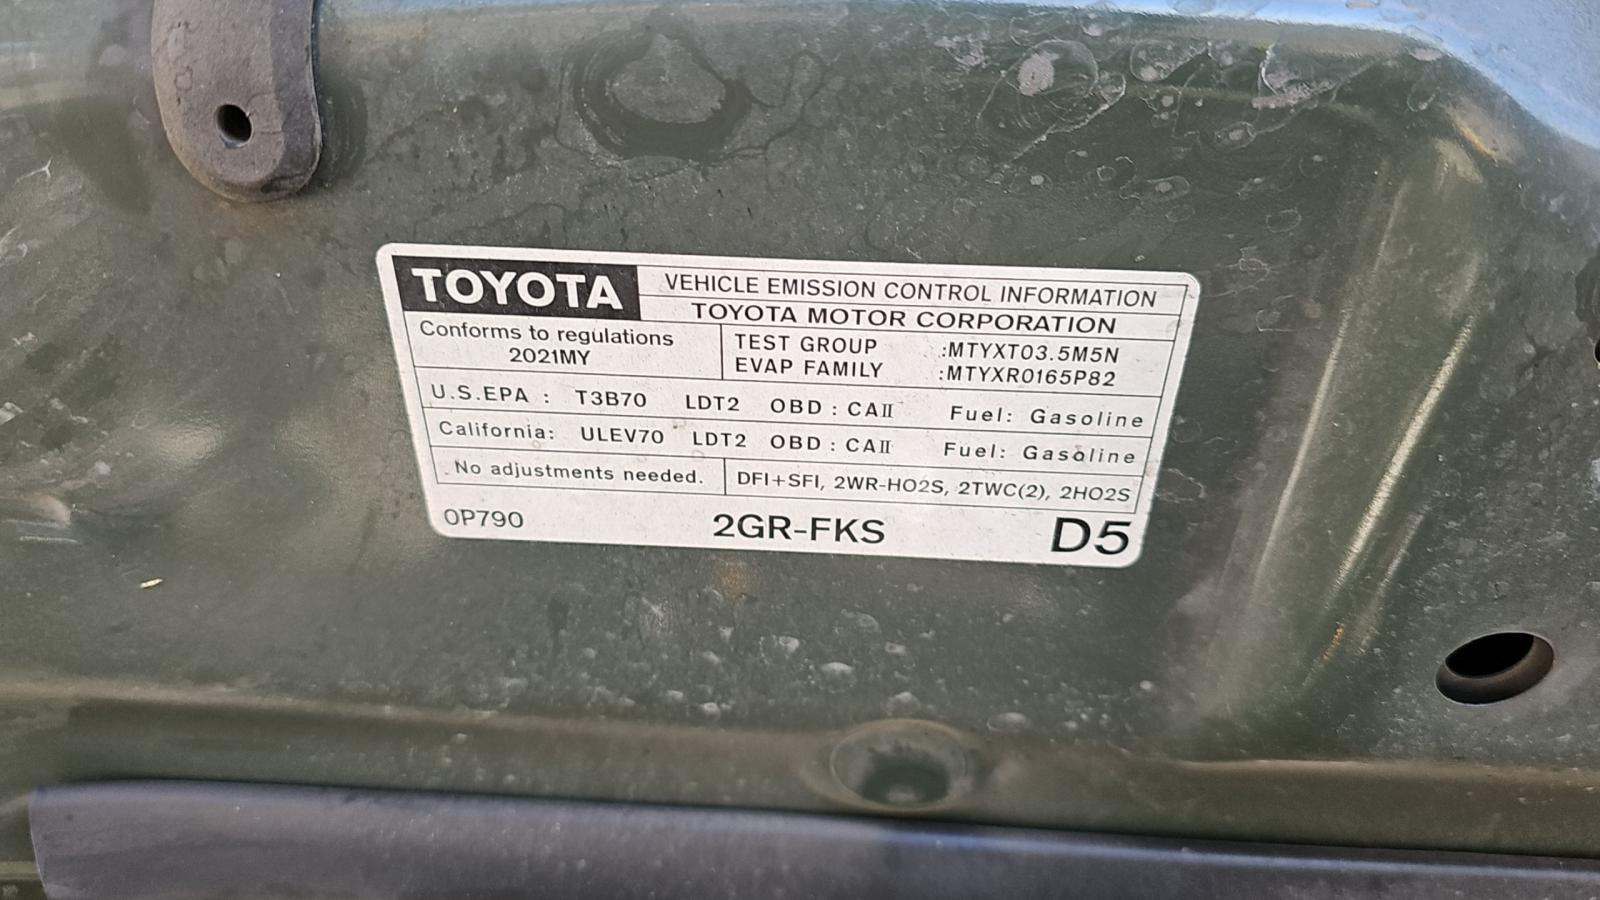 TOYOTA VEHICLE EMISSION CONTROL INFORMATION
TOYOTA MOTOR CORPORATION
Conforms to regulations
2021MY
TEST GROUP :MTYXT03.5M5N
EVAP FAMILY :MTYXR0165P82
U.S.EPA : T3B70 LDT2 OBD : CAII Fuel: Gasoline
California: ULEV70 LDT2 OBD : CAII Fuel: Gasoline
No adjustments needed. DFI+SFI, 2WR-HO2S, 2TWC(2), 2HO2S
0P790 2GR-FKS D5